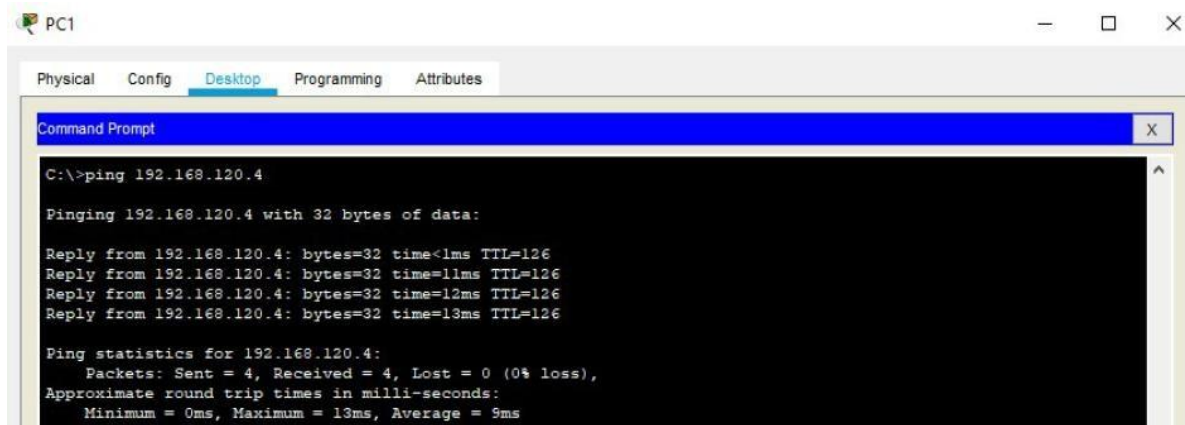 PC1
Physical Config Desktop Programming Attributes
Command Prompt
X
C:\>ping 192.168.120.4
Pinging 192.168.120.4 with 32 bytes of data:
Reply from 192.168.120.4: bytes=32 time<1ms TTL=126
Reply from 192.168.120.4: bytes=32 time=11ms TTL=126
Reply from 192.168.120.4: bytes=32 time=12ms TTL=126
Reply from 192.168.120.4: bytes=32 time=13ms TTL=126
Ping statistics for 192.168.120.4:
Packets: Sent = 4, Received = 4, Lost = 0 (0% loss),
Approximate round trip times in milli-seconds:
Minimum = 0ms, Maximum = 13ms, Average = 9ms